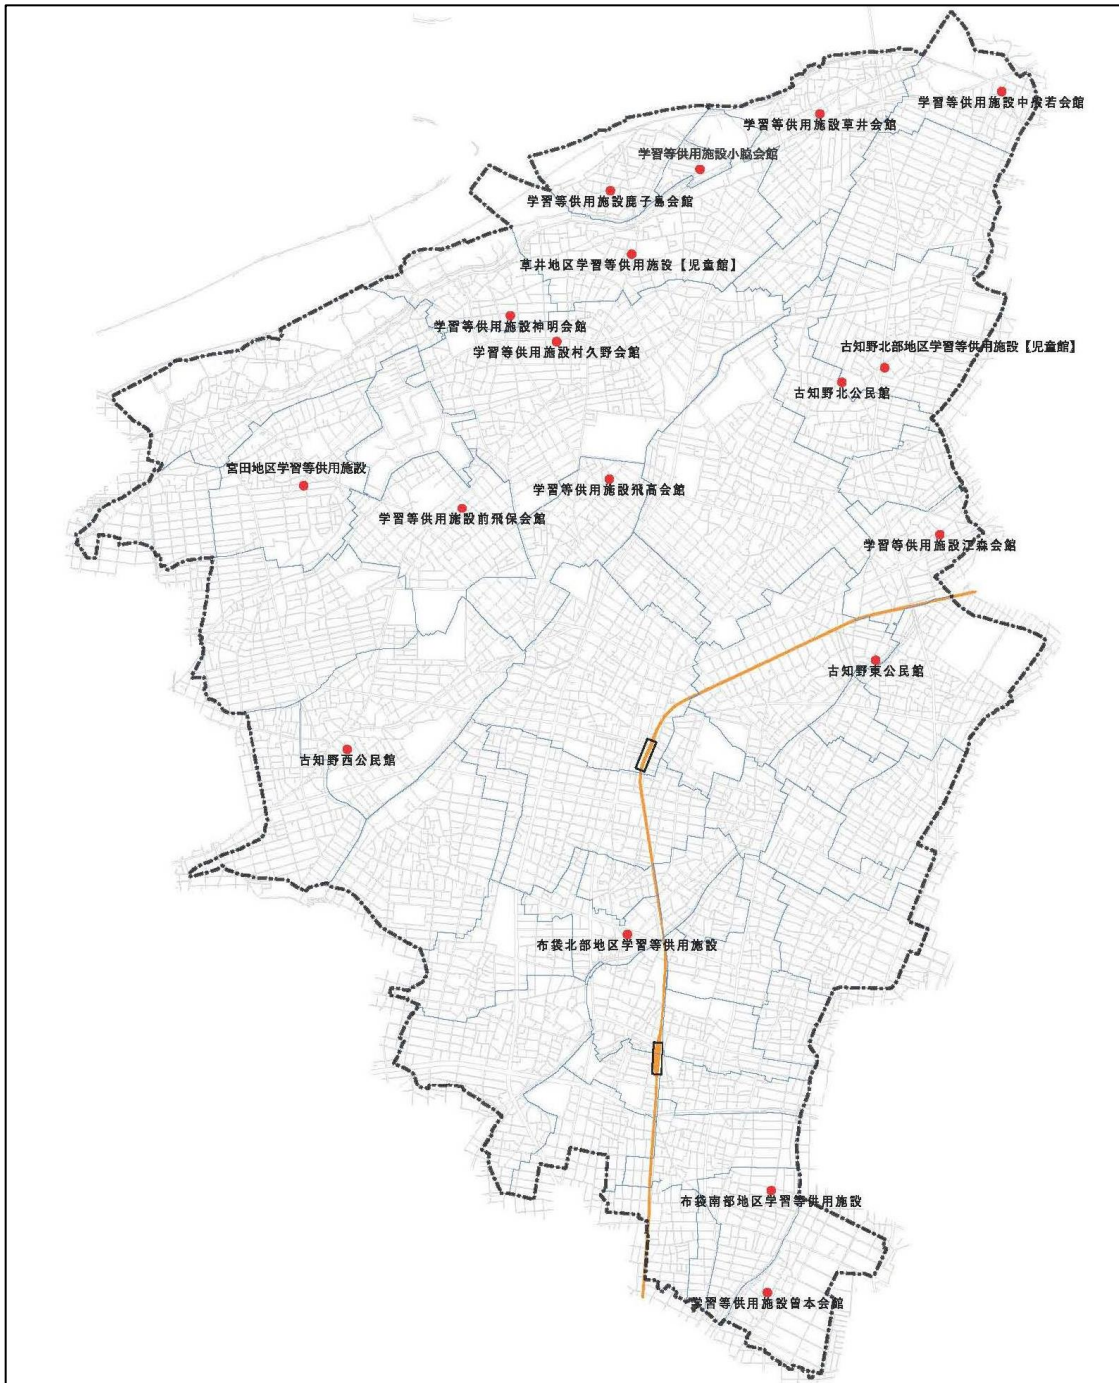 学習等供用施設中般若会館
学習等供用施設草井会館
学習等供用施設小脇会館
学習等供用施設鹿子島会館
草井地区学習等供用施設【児童館】
学習等供用施設神明会館
学習等供用施設村久野会館
古知野北部地区学習等供用施設【児童館】
古知野北公民館
宮田地区学習等供用施設
学習等供用施設飛高会館
学習等供用施設前飛保会館
学習等供用施設江森会館
古知野東公民館
古知野西公民館
布袋北部地区学習等供用施設
布袋南部地区学習等供用施設
学習等供用施設曽本会館